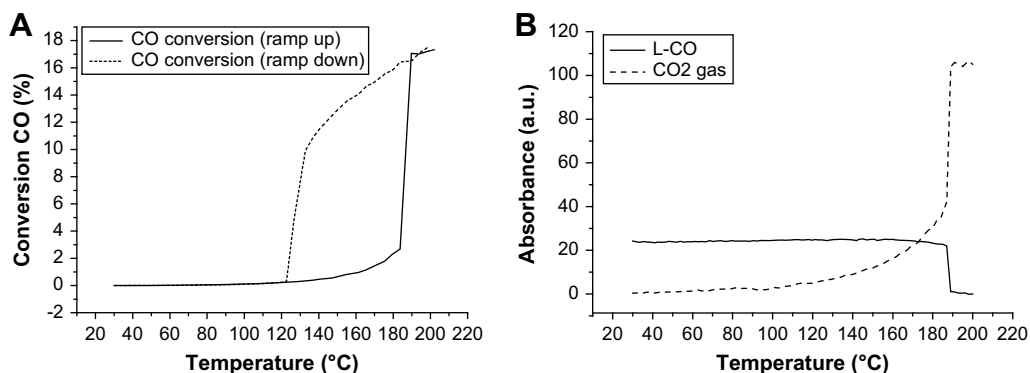 A
CO conversion (ramp up)
CO conversion (ramp down)
Conversion CO (%)
18
16
14
12
10
8
6
4
2
0
-2
20 40 60 80 100 120 140 160 180 200 220
Temperature (°C)
B
L-CO
CO2 gas
Absorbance (a.u.)
120
100
80
60
40
20
0
20 40 60 80 100 120 140 160 180 200 220
Temperature (°C)